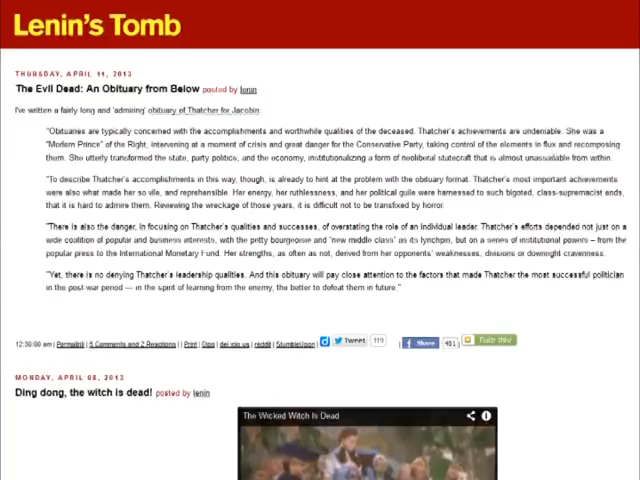 Lenin's Tomb
THURSDAY, APRIL 11, 2013
The Evil Dead: An Obituary from Below posted by lenin
I've written a fairly long and 'admiring' obituary of Thatcher for Jacobin:
"Obituaries are typically concerned with the accomplishments and worthwhile qualities of the deceased. Thatcher's achievements are undeniable. She was a
"Modern Prince" of the Right, intervening at a moment of crisis and great danger for the Conservative Party, taking control of the elements in flux and recomposing
them. She utterly transformed the state, party politics, and the economy, institutionalizing a form of neoliberal statecraft that is almost unassailable from within.
"To describe Thatcher's accomplishments in this way, though, is already to hint at the problem with the obituary format. Thatcher's most important achievements
were also what made her so vile, and reprehensible. Her energy, her ruthlessness, and her political guile were harnessed to such bigoted, class-supremacist ends,
that it is hard to admire them. Reviewing the wreckage of those years, it is difficult not to be transfixed by horror.
"There is also the danger, in focusing on Thatcher's qualities and successes, of overstating the role of an individual leader. Thatcher's efforts depended not just on a
wide coalition of popular and business interests, with the petty bourgeoisie and "new middle class" as its lynchpin, but on a series of institutional powers – from the
popular press to the International Monetary Fund. Her strengths, as often as not, derived from her opponents' weaknesses, divisions or downright cravenness.
"Yet, there is no denying Thatcher's leadership qualities. And this obituary will pay close attention to the factors that made Thatcher the most successful politician
in the post-war period — in the spirit of learning from the enemy, the better to defeat them in future."
12:30:00 am | Permalink | 5 Comments and 2 Reactions | | Print | Digg | del.icio.us | reddit | StumbleUpon | Tweet 119 | Share 451
MONDAY, APRIL 08, 2013
Ding dong, the witch is dead! posted by lenin
The Wicked Witch Is Dead